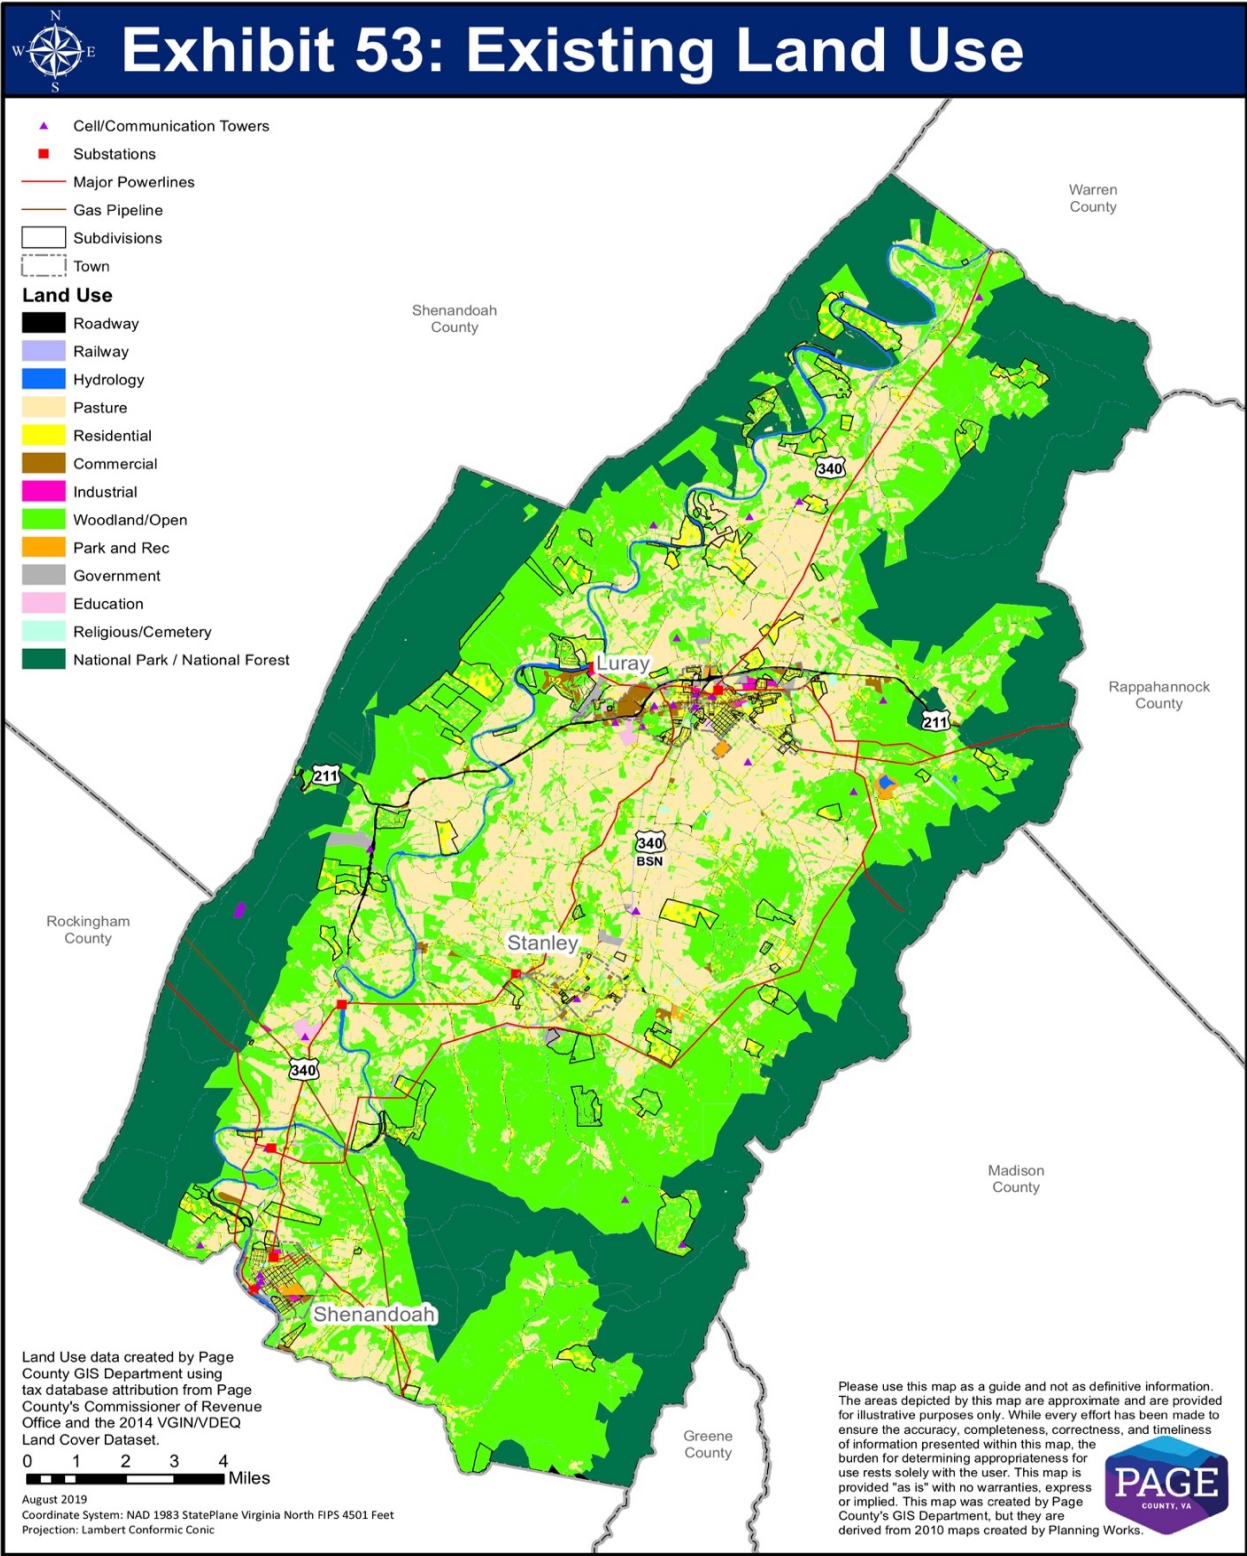 N
W E
S
Exhibit 53: Existing Land Use
Cell/Communication Towers
Substations
Major Powerlines
Gas Pipeline
Subdivisions
Town
Land Use
Roadway
Railway
Hydrology
Pasture
Residential
Commercial
Industrial
Woodland/Open
Park and Rec
Government
Education
Religious/Cemetery
National Park / National Forest
Warren
County
Shenandoah
County
340
Luray
Rappahannock
County
211
211
340
BSN
Rockingham
County
Stanley
340
Madison
County
Shenandoah
Greene
County
Land Use data created by Page
County GIS Department using
tax database attribution from Page
County's Commissioner of Revenue
Office and the 2014 VGIN/VDEQ
Land Cover Dataset.
0 1 2 3 4
Miles
August 2019
Coordinate System: NAD 1983 StatePlane Virginia North FIPS 4501 Feet
Projection: Lambert Conformic Conic
Please use this map as a guide and not as definitive information.
The areas depicted by this map are approximate and are provided
for illustrative purposes only. While every effort has been made to
ensure the accuracy, completeness, correctness, and timeliness
of information presented within this map, the
burden for determining appropriateness for
use rests solely with the user. This map is
provided "as is" with no warranties, express
or implied. This map was created by Page
County's GIS Department, but they are
derived from 2010 maps created by Planning Works.
PAGE
COUNTY, VA